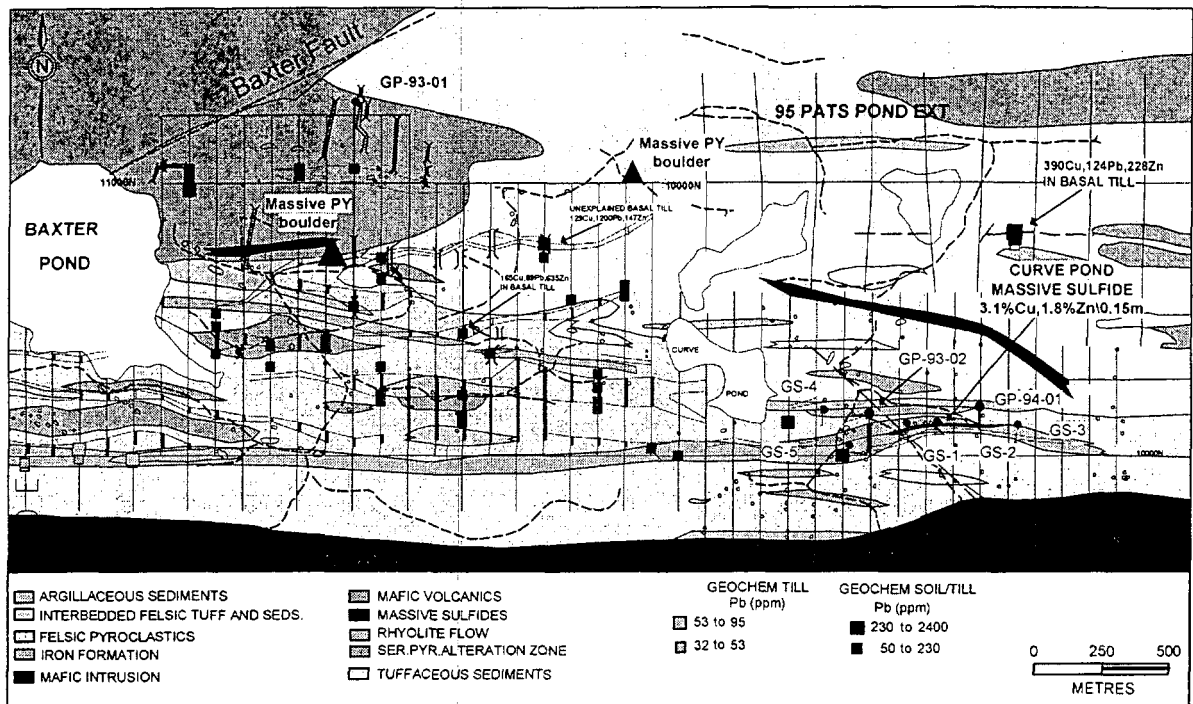 N
Baxter Fault
GP-93-01
95 PATS POND EXT
Massive PY
boulder
11000N
10000N
390Cu,124Pb,228Zn
IN BASAL TILL
Massive PY
boulder
UNEXPLAINED BASAL TILL
BAXTER
POND
165Cu,89Pb,635Zn
IN BASAL TILL
CURVE POND
MASSIVE SULFIDE
3.1%Cu,1.8%Zn\0.15m
CURVE
POND
GP-93-02
GS-4
GP-94-01
GS-3
GS-5
GS-1
GS-2
10000N
ARGILLACEOUS SEDIMENTS
INTERBEDDED FELSIC TUFF AND SEDS.
FELSIC PYROCLASTICS
IRON FORMATION
MAFIC INTRUSION
MAFIC VOLCANICS
MASSIVE SULFIDES
RHYOLITE FLOW
SER.PYR.ALTERATION ZONE
TUFFACEOUS SEDIMENTS
GEOCHEM TILL
Pb (ppm)
53 to 95
32 to 53
GEOCHEM SOIL/TILL
Pb (ppm)
230 to 2400
50 to 230
0 250 500
METRES